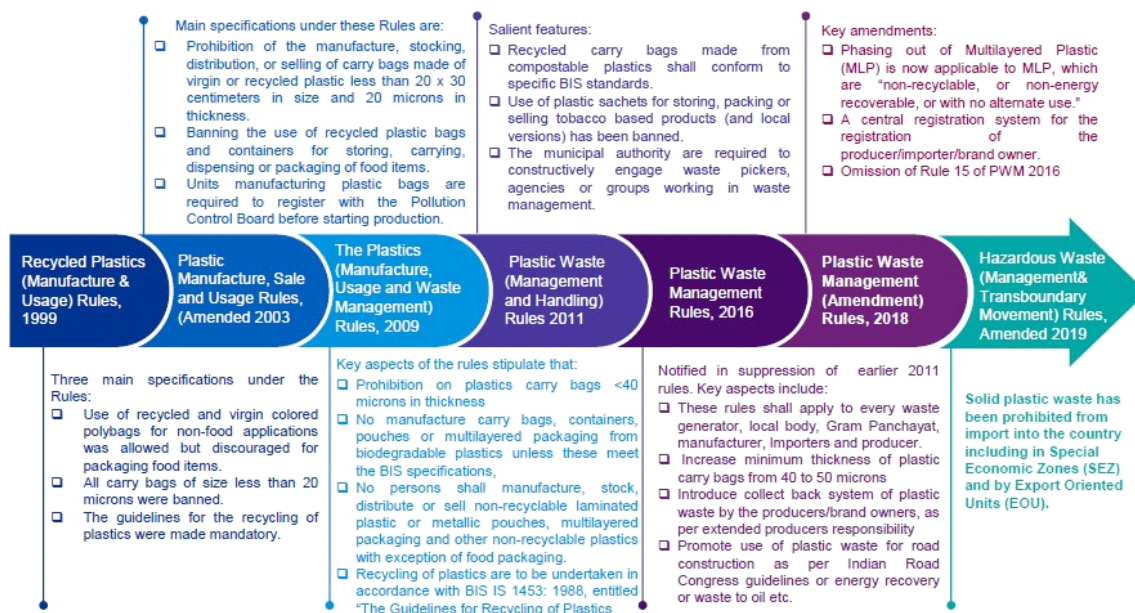 Main specifications under these Rules are:
❑ Prohibition of the manufacture, stocking,
distribution, or selling of carry bags made of
virgin or recycled plastic less than 20 x 30
centimeters in size and 20 microns in
thickness.
❑ Banning the use of recycled plastic bags
and containers for storing, carrying,
dispensing or packaging of food items.
❑ Units manufacturing plastic bags are
required to register with the Pollution
Control Board before starting production.
Salient features:
❑ Recycled carry bags made from
compostable plastics shall conform to
specific BIS standards.
❑ Use of plastic sachets for storing, packing or
selling tobacco based products (and local
versions) has been banned.
❑ The municipal authority are required to
constructively engage waste pickers,
agencies or groups working in waste
management.
Key amendments:
❑ Phasing out of Multilayered Plastic
(MLP) is now applicable to MLP, which
are “non-recyclable, or non-energy
recoverable, or with no alternate use.”
❑ A central registration system for the
registration of the
producer/importer/brand owner.
❑ Omission of Rule 15 of PWM 2016
Recycled Plastics
(Manufacture &
Usage) Rules,
1999
Plastic
Manufacture, Sale
and Usage Rules,
(Amended 2003
The Plastics
(Manufacture,
Usage and Waste
Management)
Rules, 2009
Plastic Waste
(Management
and Handling)
Rules 2011
Plastic Waste
Management
Rules, 2016
Plastic Waste
Management
(Amendment)
Rules, 2018
Hazardous Waste
(Management&
Transboundary
Movement) Rules,
Amended 2019
Three main specifications under the
Rules:
❑ Use of recycled and virgin colored
polybags for non-food applications
was allowed but discouraged for
packaging food items.
❑ All carry bags of size less than 20
microns were banned.
❑ The guidelines for the recycling of
plastics were made mandatory.
Key aspects of the rules stipulate that:
❑ Prohibition on plastics carry bags <40
microns in thickness
❑ No manufacture carry bags, containers,
pouches or multilayered packaging from
biodegradable plastics unless these meet
the BIS specifications,
❑ No persons shall manufacture, stock,
distribute or sell non-recyclable laminated
plastic or metallic pouches, multilayered
packaging and other non-recyclable plastics
with exception of food packaging.
❑ Recycling of plastics are to be undertaken in
accordance with BIS IS 1453: 1988, entitled
“The Guidelines for Recycling of Plastics
Notified in suppression of earlier 2011
rules. Key aspects include:
❑ These rules shall apply to every waste
generator, local body, Gram Panchayat,
manufacturer, Importers and producer.
❑ Increase minimum thickness of plastic
carry bags from 40 to 50 microns
❑ Introduce collect back system of plastic
waste by the producers/brand owners, as
per extended producers responsibility
❑ Promote use of plastic waste for road
construction as per Indian Road
Congress guidelines or energy recovery
or waste to oil etc.
Solid plastic waste has
been prohibited from
import into the country
including in Special
Economic Zones (SEZ)
and by Export Oriented
Units (EOU).